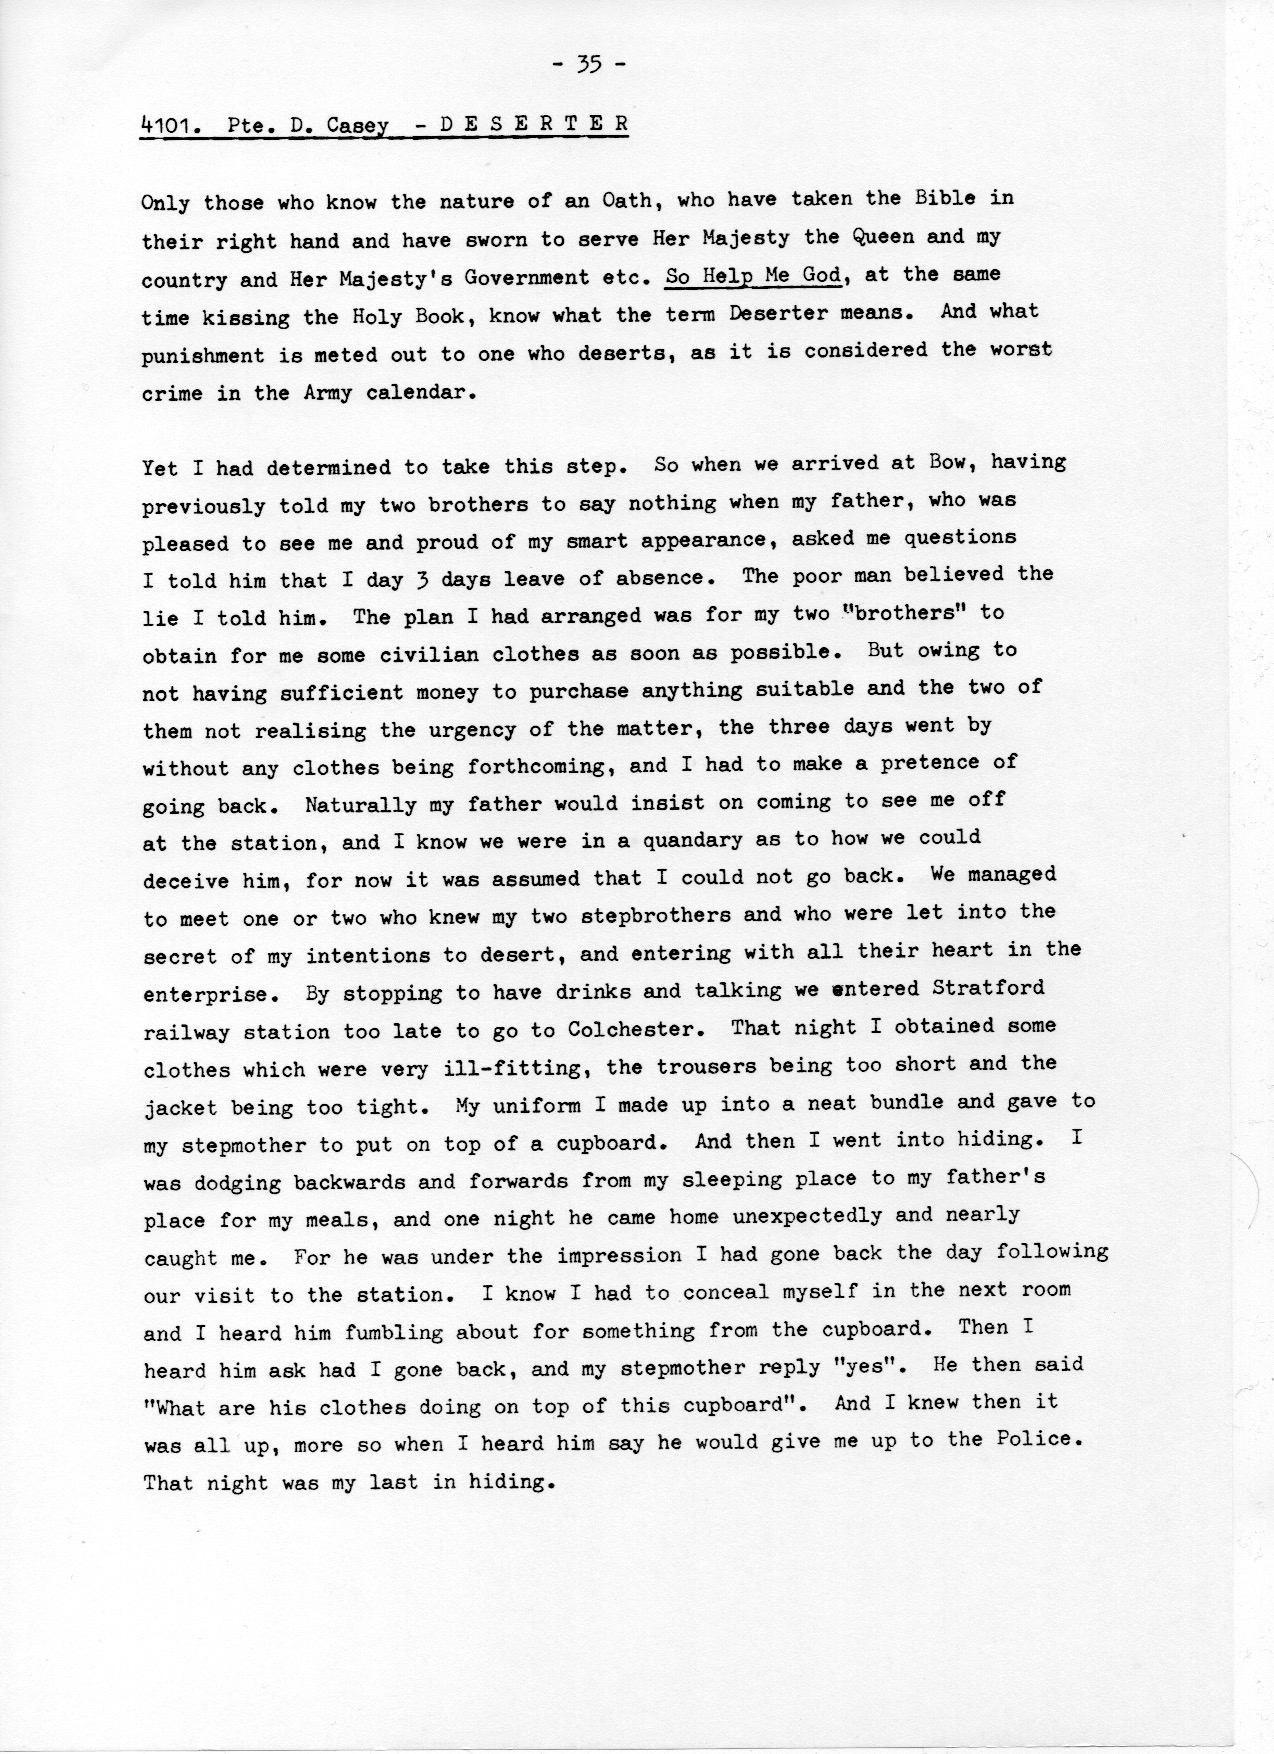 - 35 -
4101. Pte. D. Casey - D E S E R T E R
Only those who know the nature of an Oath, who have taken the Bible in
their right hand and have sworn to serve Her Majesty the Queen and my
country and Her Majesty's Government etc. So Help Me God, at the same
time kissing the Holy Book, know what the term Deserter means. And what
punishment is meted out to one who deserts, as it is considered the worst
crime in the Army calendar.
Yet I had determined to take this step. So when we arrived at Bow, having
previously told my two brothers to say nothing when my father, who was
pleased to see me and proud of my smart appearance, asked me questions
I told him that I day 3 days leave of absence. The poor man believed the
lie I told him. The plan I had arranged was for my two "brothers" to
obtain for me some civilian clothes as soon as possible. But owing to
not having sufficient money to purchase anything suitable and the two of
them not realising the urgency of the matter, the three days went by
without any clothes being forthcoming, and I had to make a pretence of
going back. Naturally my father would insist on coming to see me off
at the station, and I know we were in a quandary as to how we could
deceive him, for now it was assumed that I could not go back. We managed
to meet one or two who knew my two stepbrothers and who were let into the
secret of my intentions to desert, and entering with all their heart in the
enterprise. By stopping to have drinks and talking we entered Stratford
railway station too late to go to Colchester. That night I obtained some
clothes which were very ill-fitting, the trousers being too short and the
jacket being too tight. My uniform I made up into a neat bundle and gave to
my stepmother to put on top of a cupboard. And then I went into hiding. I
was dodging backwards and forwards from my sleeping place to my father's
place for my meals, and one night he came home unexpectedly and nearly
caught me. For he was under the impression I had gone back the day following
our visit to the station. I know I had to conceal myself in the next room
and I heard him fumbling about for something from the cupboard. Then I
heard him ask had I gone back, and my stepmother reply "yes". He then said
"What are his clothes doing on top of this cupboard". And I knew then it
was all up, more so when I heard him say he would give me up to the Police.
That night was my last in hiding.